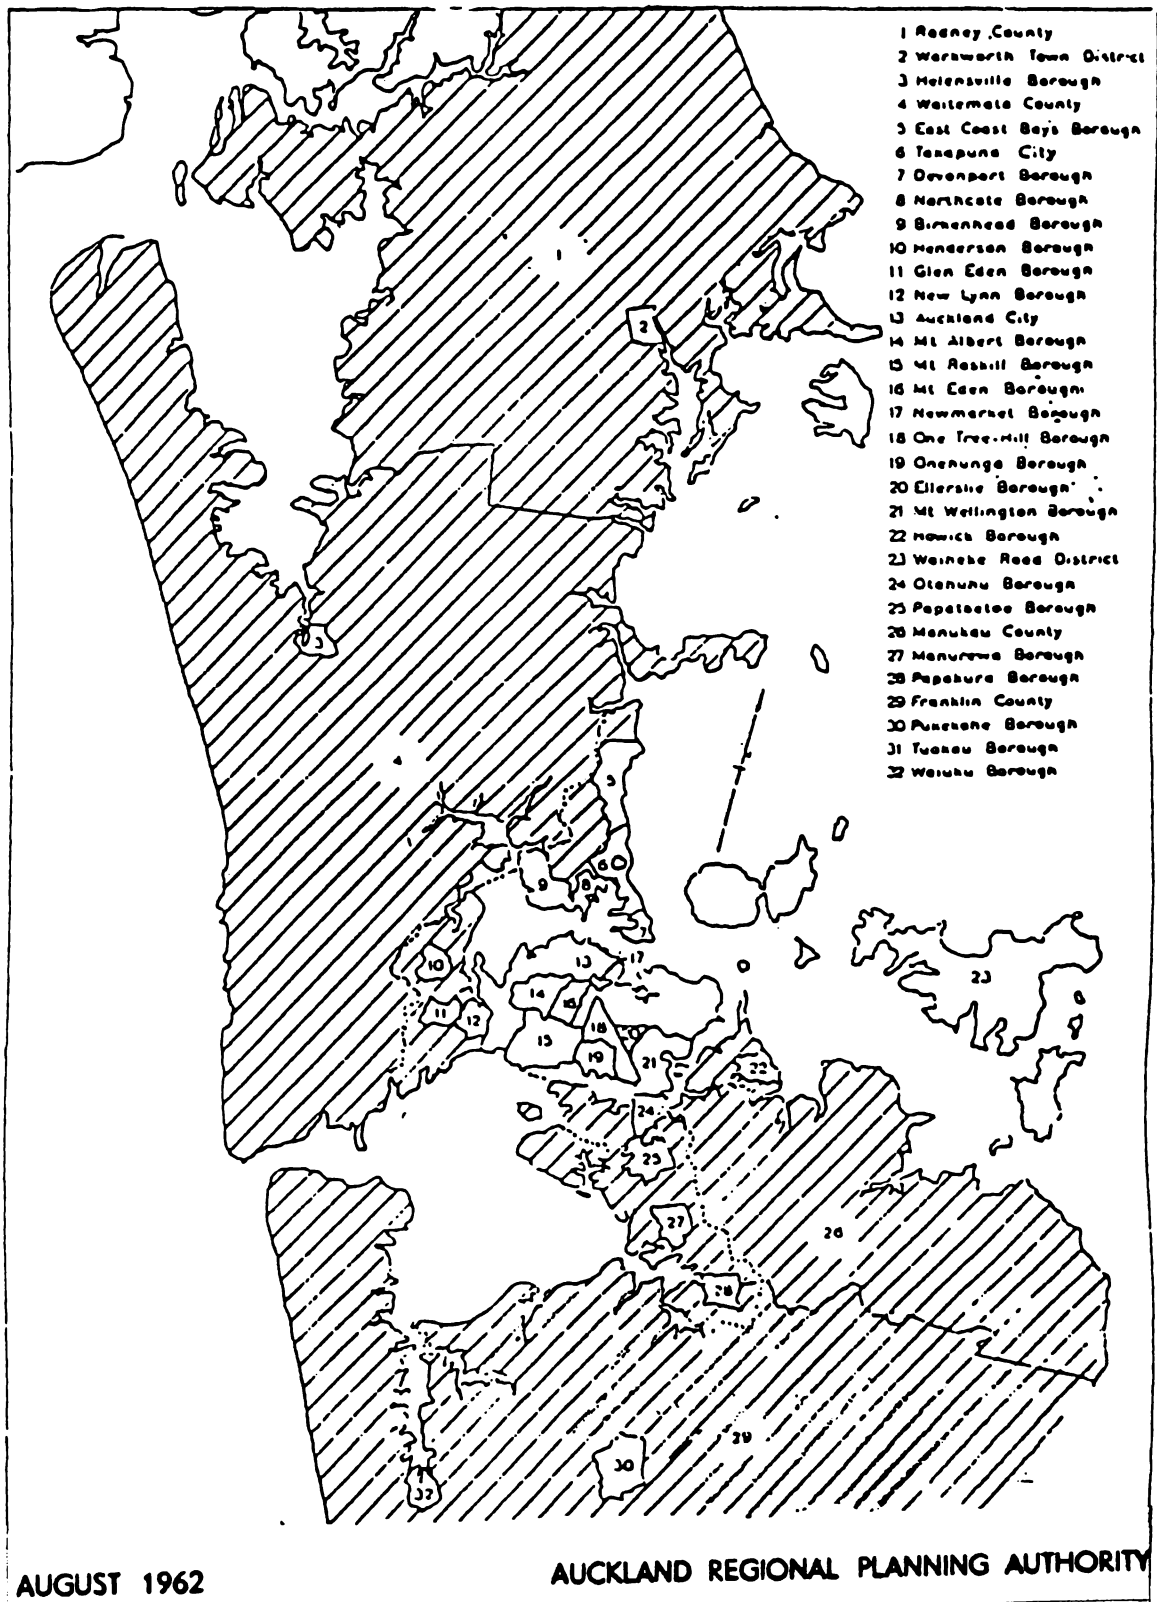 1 Rodney County
2 Warkworth Town District
3 Helensville Borough
4 Waitemata County
5 East Coast Bays Borough
6 Takapuna City
7 Devonport Borough
8 Northcote Borough
9 Birkenhead Borough
10 Henderson Borough
11 Glen Eden Borough
12 New Lynn Borough
13 Auckland City
14 Mt Albert Borough
15 Mt Roskill Borough
16 Mt Eden Borough
17 Newmarket Borough
18 One Tree Hill Borough
19 Onehunga Borough
20 Ellerslie Borough
21 Mt Wellington Borough
22 Howick Borough
23 Waiheke Road District
24 Otahuhu Borough
25 Papatoetoe Borough
26 Manukau County
27 Manurewa Borough
28 Papakura Borough
29 Franklin County
30 Pukekohe Borough
31 Tuakau Borough
32 Waiuku Borough
1
2
3
4
5
6
9
8
7
10
13
17
14
16
11
12
15
18
20
19
21
22
23
24
25
27
26
28
29
30
32
AUGUST 1962
AUCKLAND REGIONAL PLANNING AUTHORITY